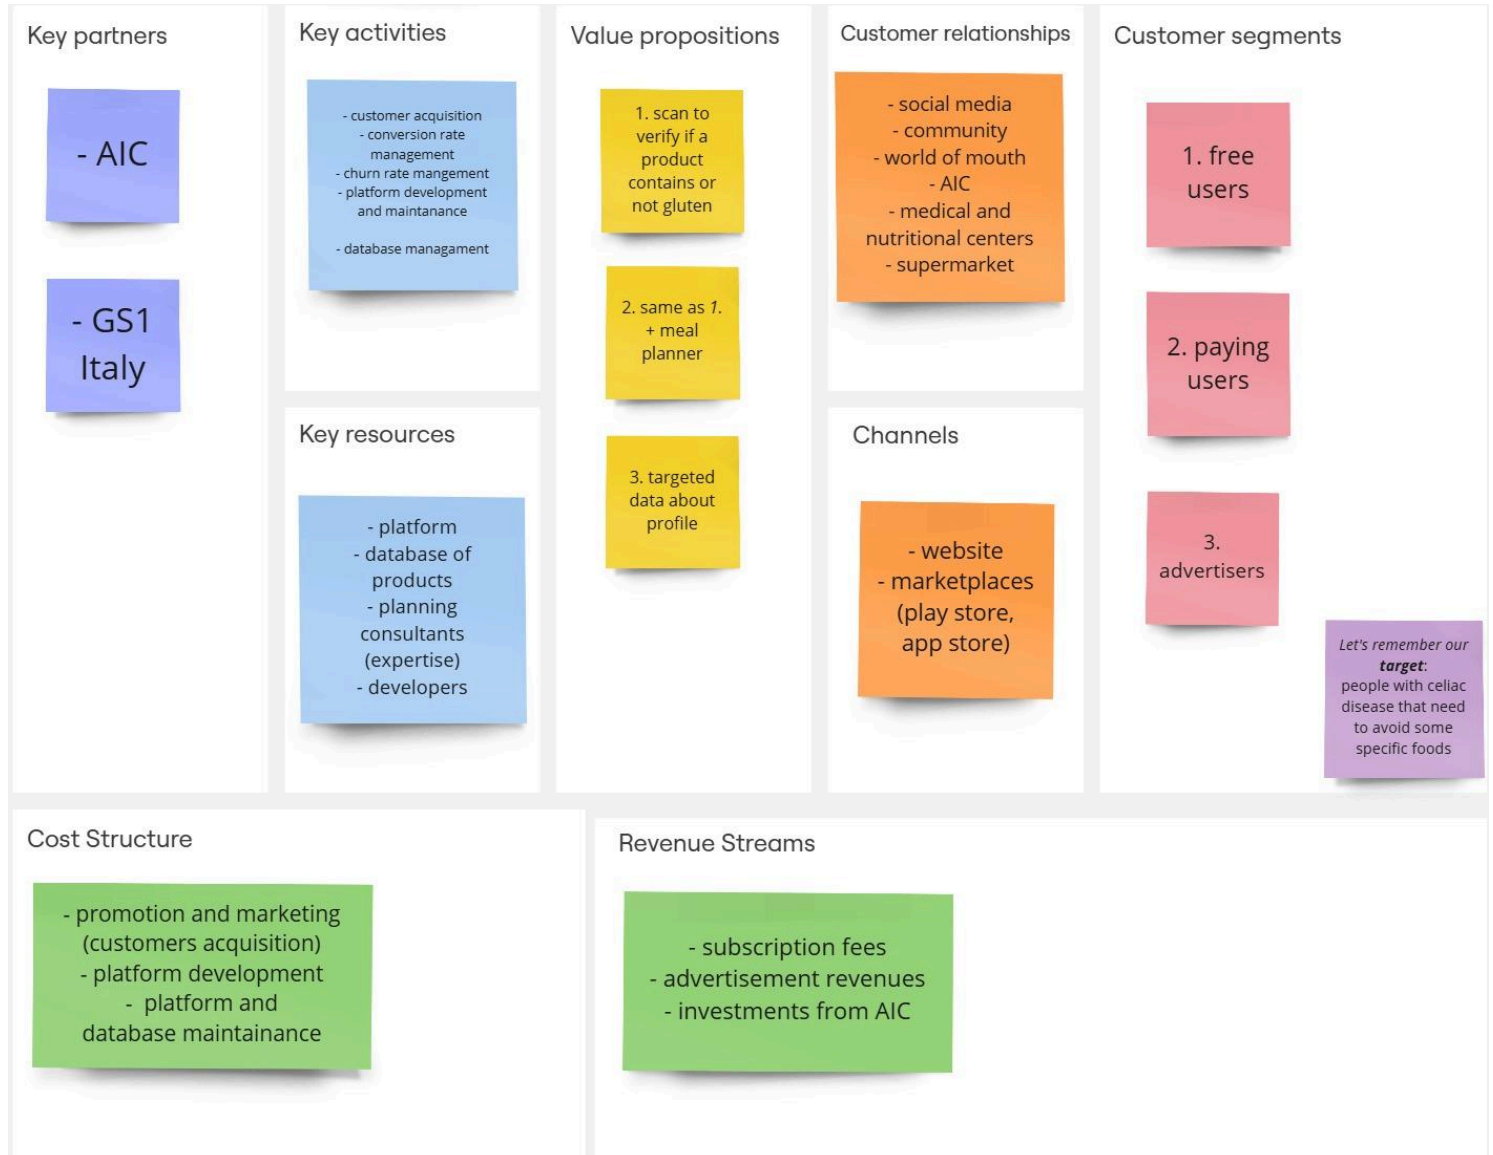 Key partners
- AIC
- GS1
Italy
Key activities
- customer acquisition
- conversion rate
management
- churn rate mangement
- platform development
and maintanance
- database managament
Key resources
- platform
- database of
products
- planning
consultants
(expertise)
- developers
Value propositions
1. scan to
verify if a
product
contains or
not gluten
2. same as 1.
+ meal
planner
3. targeted
data about
profile
Customer relationships
- social media
- community
- world of mouth
- AIC
- medical and
nutritional centers
- supermarket
Channels
- website
- marketplaces
(play store,
app store)
Customer segments
1. free
users
2. paying
users
3.
advertisers
Let's remember our
target:
people with celiac
disease that need
to avoid some
specific foods
Cost Structure
- promotion and marketing
(customers acquisition)
- platform development
- platform and
database maintainance
Revenue Streams
- subscription fees
- advertisement revenues
- investments from AIC